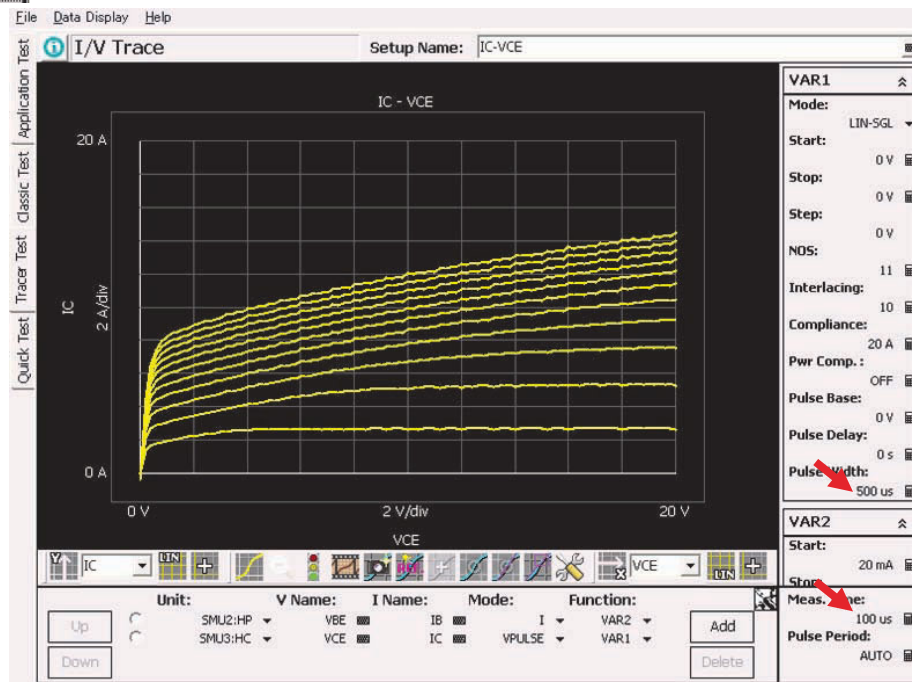 File Data Display Help
I/V Trace Setup Name: IC-VCE
Application Test
Classic Test
Tracer Test
Quick Test
IC - VCE
20 A
IC
2 A/div
0 A
0 V 2 V/div 20 V
VCE
VAR1
Mode:
LIN-SGL
Start:
0 V
Stop:
0 V
Step:
0 V
NOS:
11
Interlacing:
10
Compliance:
20 A
Pwr Comp. :
OFF
Pulse Base:
0 V
Pulse Delay:
0 s
Pulse Width:
500 us
VAR2
Start:
20 mA
Stop
Meas.
100 us
Pulse Period:
AUTO
Y IC LIN X VCE LIN
Unit: V Name: I Name: Mode: Function:
Up SMU2:HP VBE IB I VAR2 Add
SMU3:HC VCE IC VPULSE VAR1
Down Delete